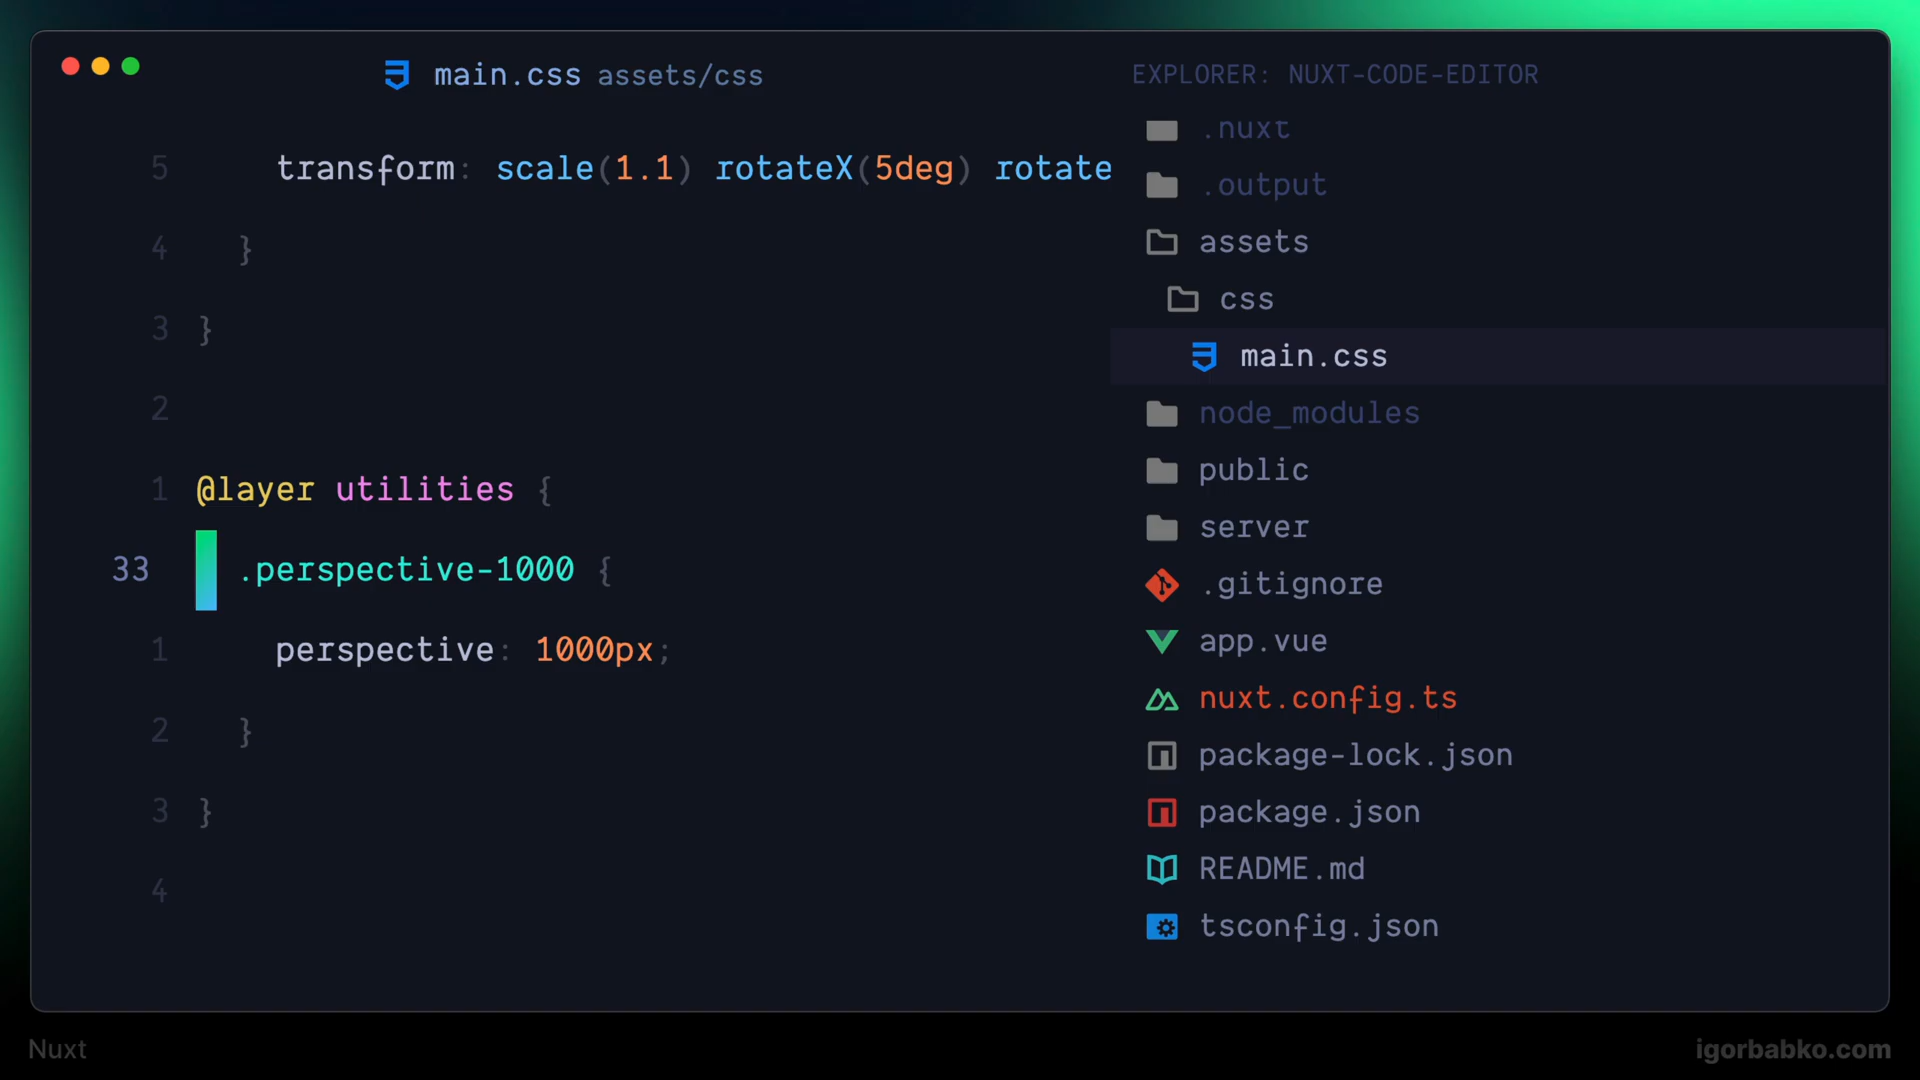 main.css assets/css
5 transform: scale(1.1) rotateX(5deg) rotate
4 }
3 }
2
1 @layer utilities {
33 .perspective-1000 {
1 perspective: 1000px;
2 }
3 }
4
EXPLORER: NUXT-CODE-EDITOR
.nuxt
.output
assets
css
main.css
node_modules
public
server
.gitignore
app.vue
nuxt.config.ts
package-lock.json
package.json
README.md
tsconfig.json
Nuxt
igorbabko.com